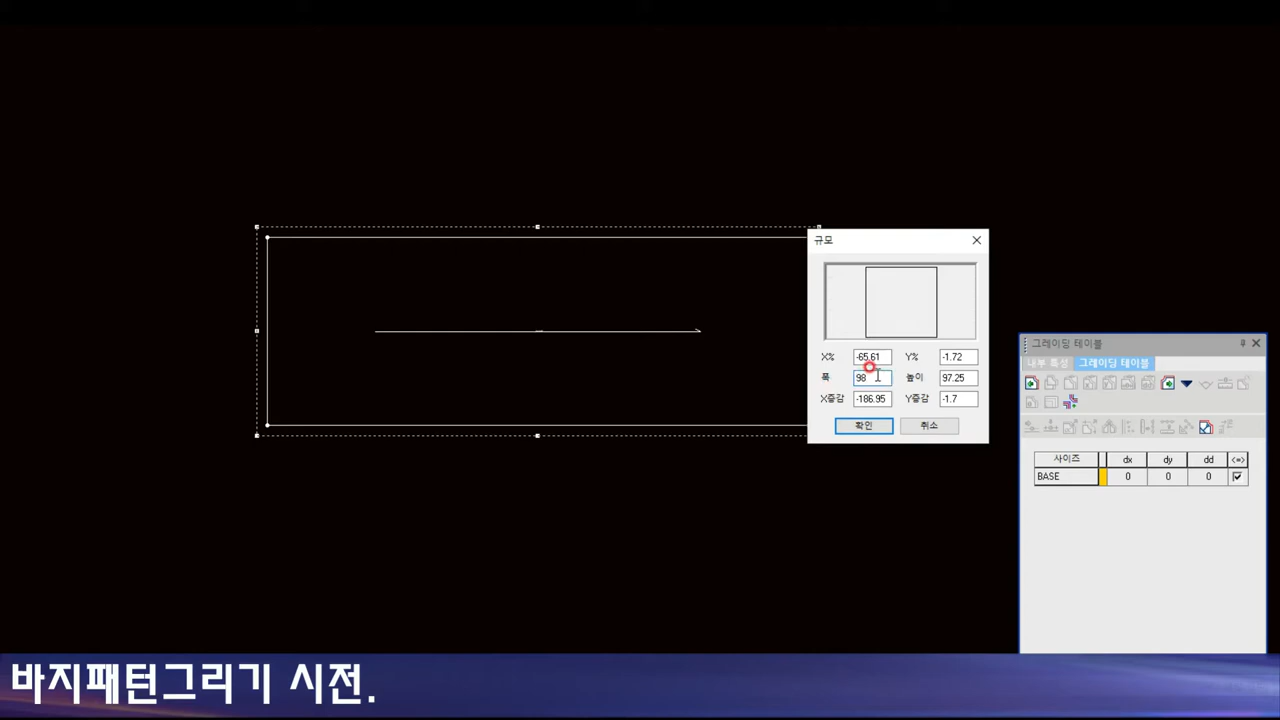 규모
X%
-65.61
Y%
-1.72
폭
98
높이
97.25
X증감
-186.95
Y증감
-1.7
확인
취소
그레이딩 테이블
내부 특성
그레이딩 테이블
사이즈
dx
dy
dd
<=>
BASE
0
0
0
바지패턴그리기 시전.